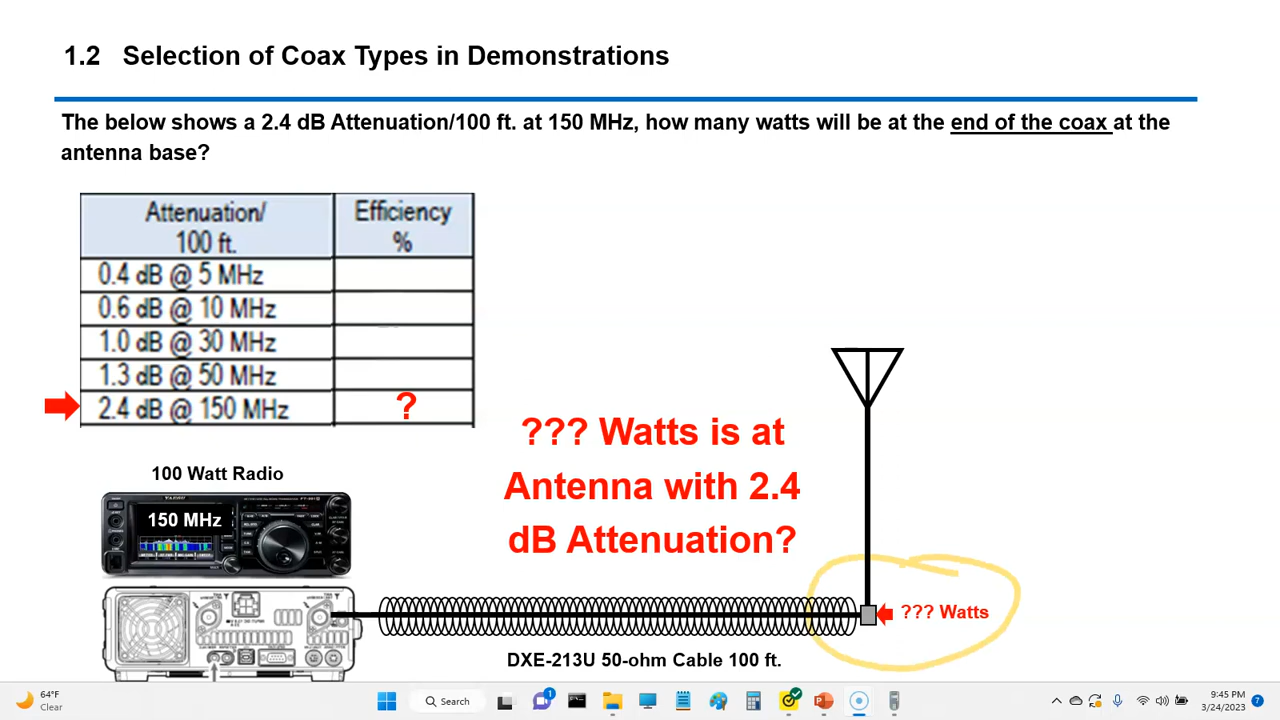 1.2 Selection of Coax Types in Demonstrations
The below shows a 2.4 dB Attenuation/100 ft. at 150 MHz, how many watts will be at the end of the coax at the
antenna base?
Attenuation/
100 ft.
Efficiency
%
0.4 dB @ 5 MHz
0.6 dB @ 10 MHz
1.0 dB @ 30 MHz
1.3 dB @ 50 MHz
2.4 dB @ 150 MHz
?
??? Watts is at
Antenna with 2.4
dB Attenuation?
100 Watt Radio
YAESU
150 MHz
??? Watts
DXE-213U 50-ohm Cable 100 ft.
64°F
Clear
Search
1
9:45 PM
3/24/2023
7